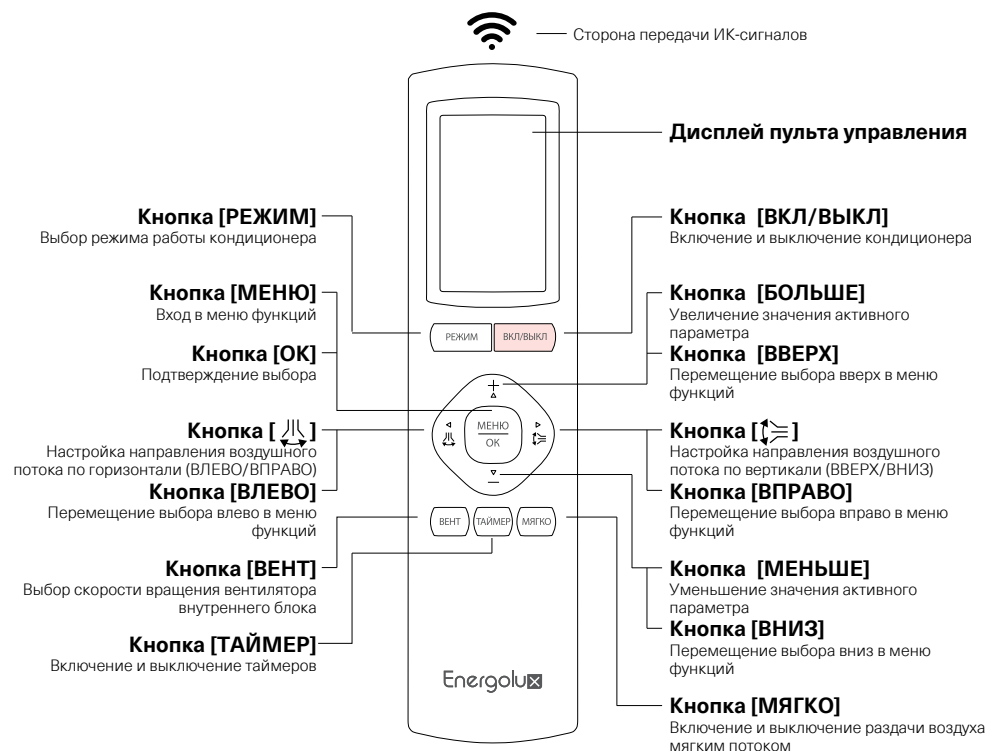 Сторона передачи ИК-сигналов
Дисплей пульта управления
Кнопка [РЕЖИМ]
Выбор режима работы кондиционера
Кнопка [МЕНЮ]
Вход в меню функций
Кнопка [ОК]
Подтверждение выбора
Кнопка [ ]
Настройка направления воздушного
потока по горизонтали (ВЛЕВО/ВПРАВО)
Кнопка [ВЛЕВО]
Перемещение выбора влево в меню
функций
Кнопка [ВЕНТ]
Выбор скорости вращения вентилятора
внутреннего блока
Кнопка [ТАЙМЕР]
Включение и выключение таймеров
РЕЖИМ
ВКЛ/ВЫКЛ
+
МЕНЮ
ОК
–
ВЕНТ
ТАЙМЕР
МЯГКО
Energolux
Кнопка [ВКЛ/ВЫКЛ]
Включение и выключение кондиционера
Кнопка [БОЛЬШЕ]
Увеличение значения активного
параметра
Кнопка [ВВЕРХ]
Перемещение выбора вверх в меню
функций
Кнопка [ ]
Настройка направления воздушного
потока по вертикали (ВВЕРХ/ВНИЗ)
Кнопка [ВПРАВО]
Перемещение выбора вправо в меню
функций
Кнопка [МЕНЬШЕ]
Уменьшение значения активного
параметра
Кнопка [ВНИЗ]
Перемещение выбора вниз в меню
функций
Кнопка [МЯГКО]
Включение и выключение раздачи воздуха
мягким потоком